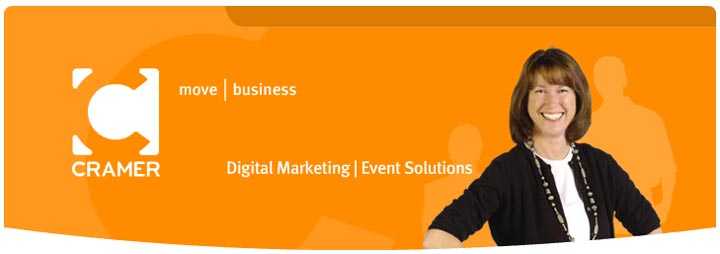 move | business
CRAMER
Digital Marketing | Event Solutions